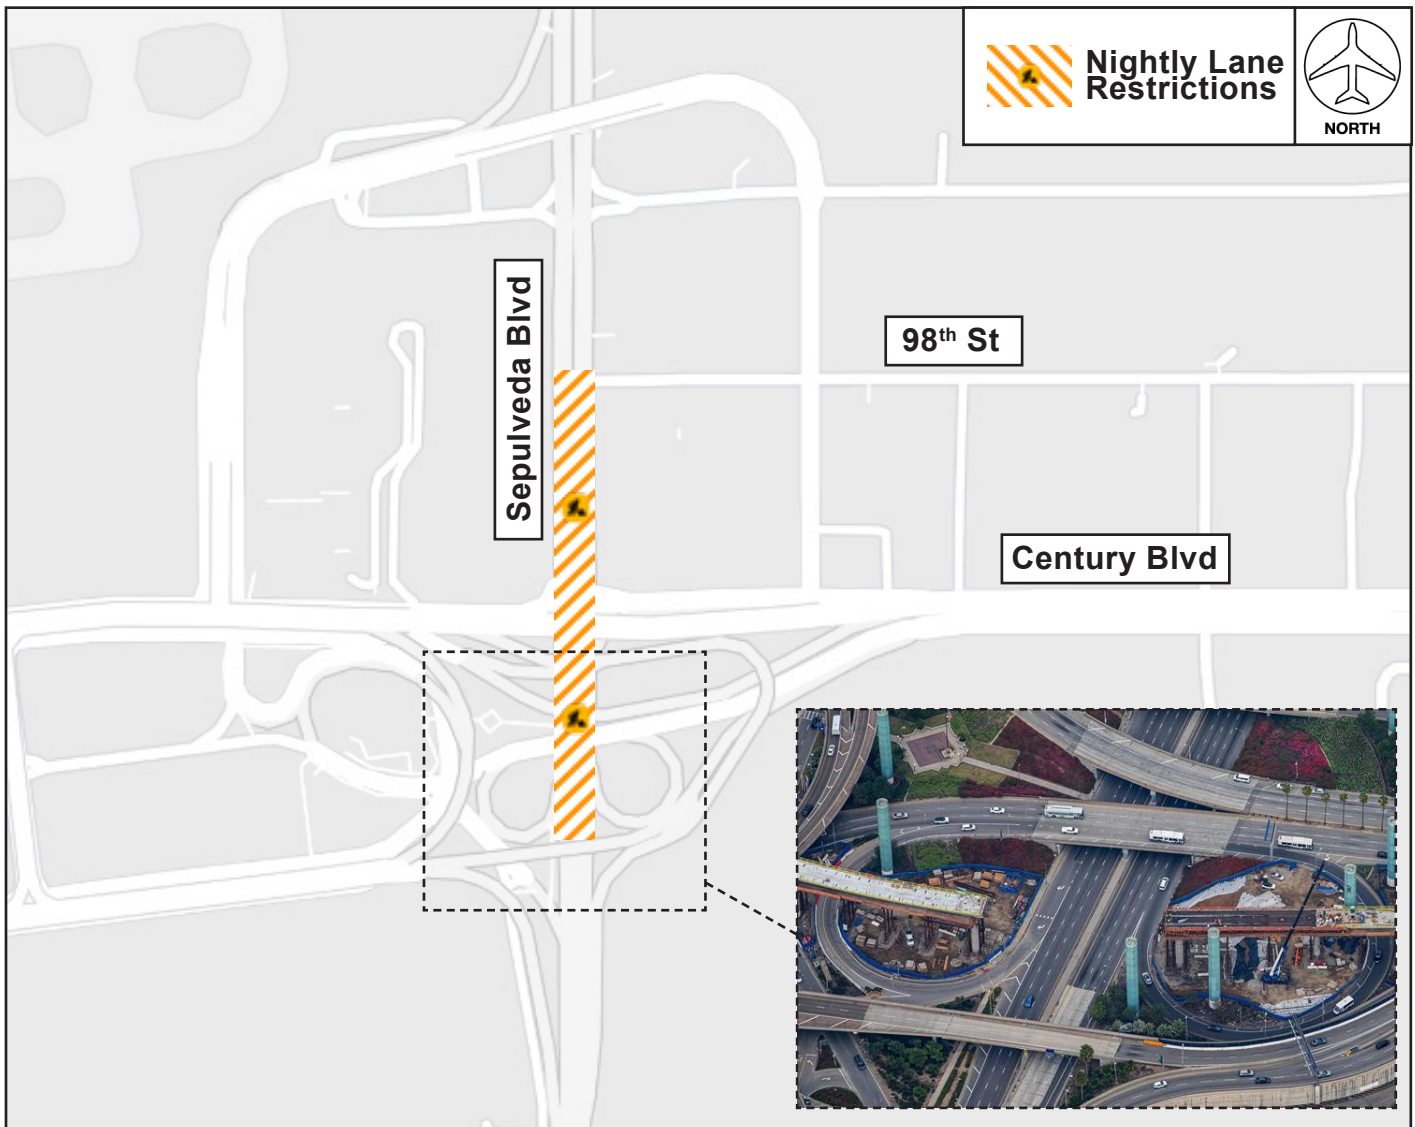 Nightly Lane
Restrictions
NORTH
Sepulveda Blvd
98th St
Century Blvd